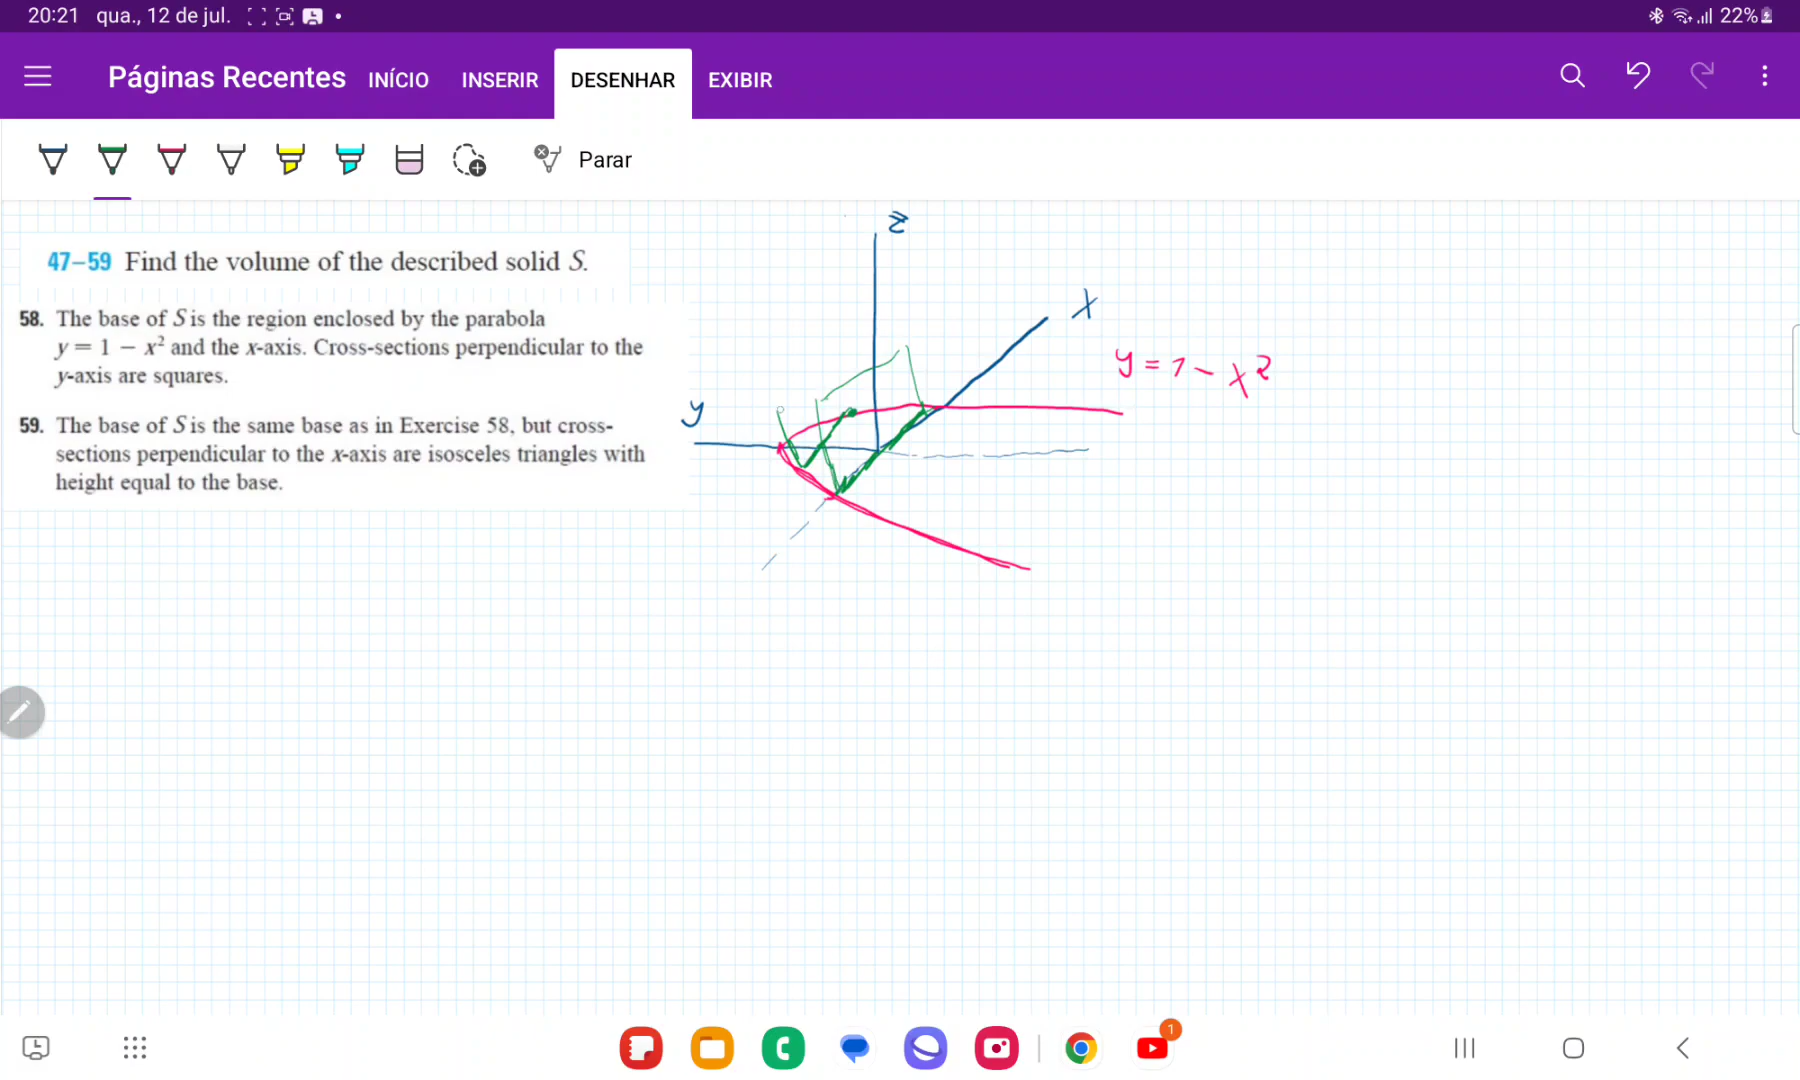 20:21 qua., 12 de jul.
22%
Páginas Recentes INÍCIO INSERIR DESENHAR EXIBIR
Parar
47–59 Find the volume of the described solid S.
58. The base of S is the region enclosed by the parabola
y = 1 − x² and the x-axis. Cross-sections perpendicular to the
y-axis are squares.
59. The base of S is the same base as in Exercise 58, but cross-
sections perpendicular to the x-axis are isosceles triangles with
height equal to the base.
z
x
y = 1 - x²
y
1